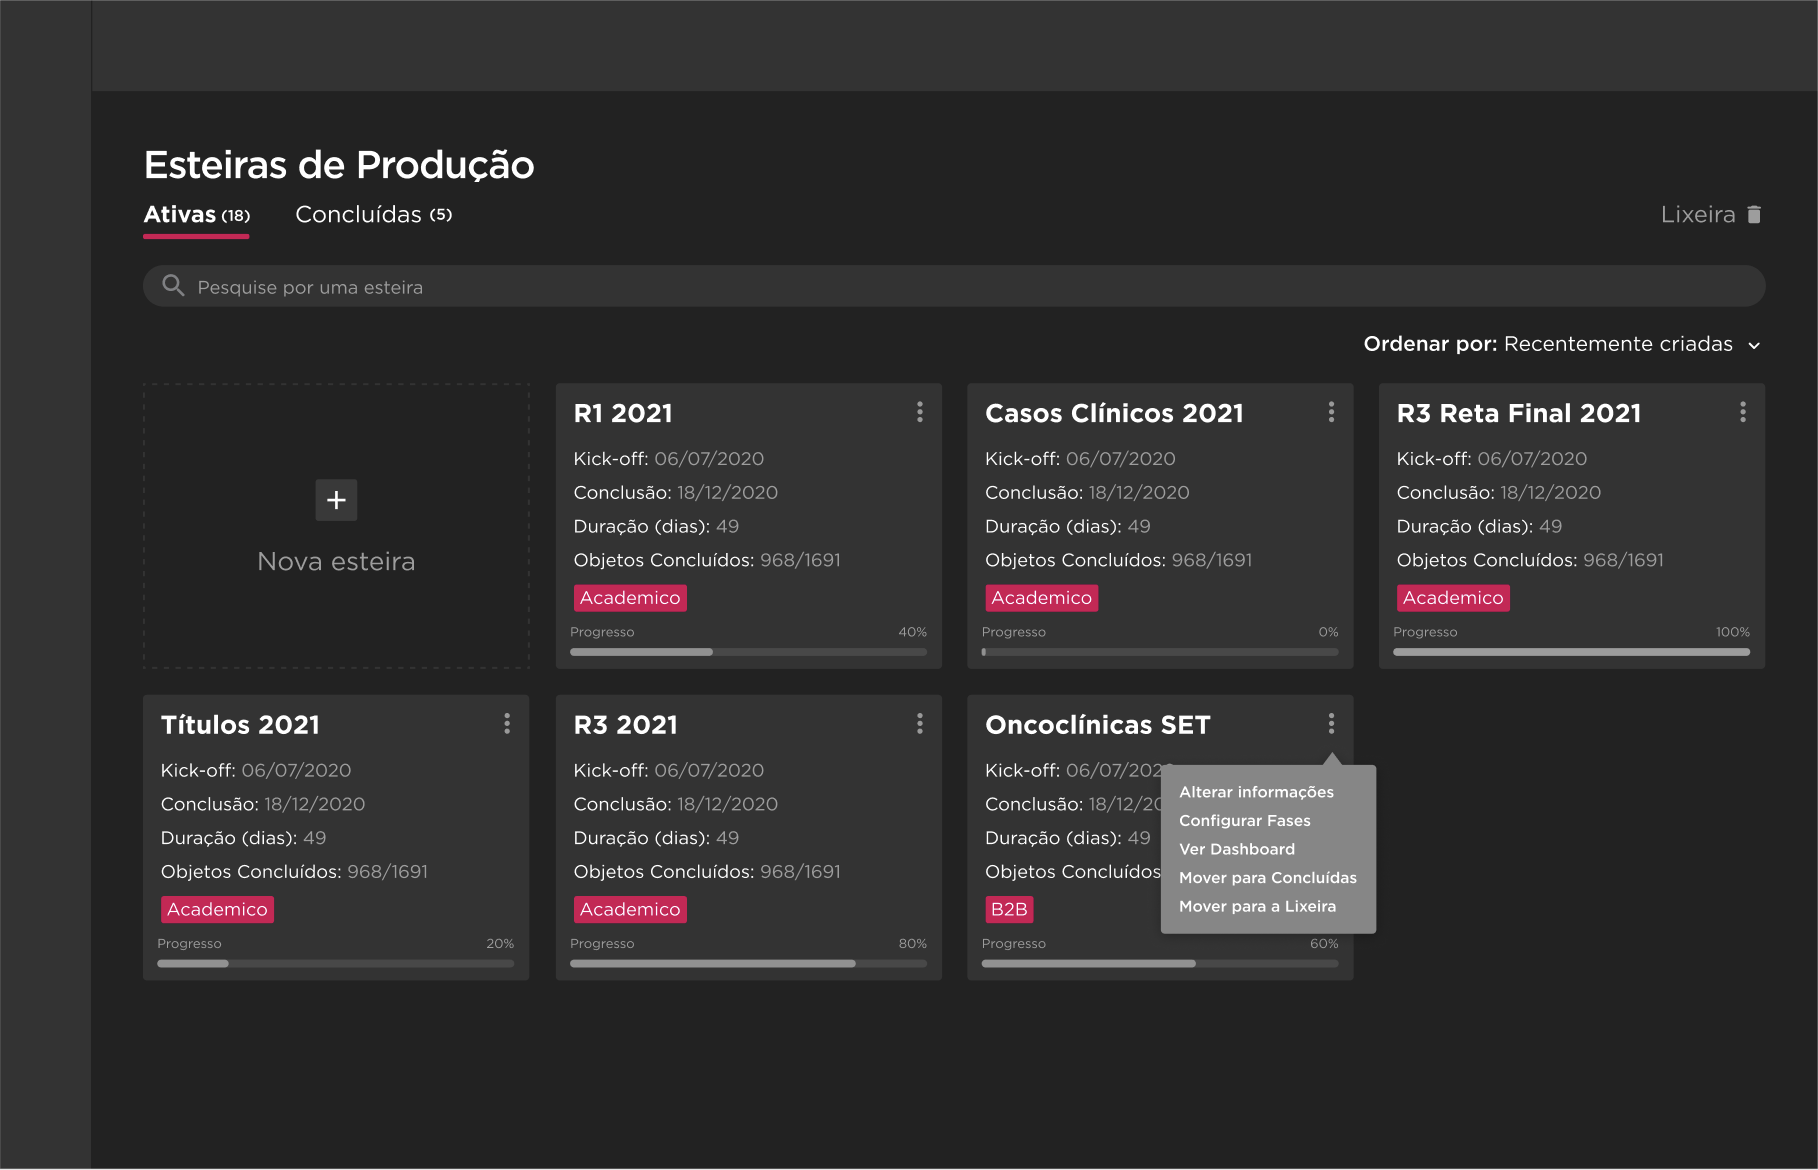 Esteiras de Produção
Ativas (18)
Concluídas (5)
Lixeira
Pesquise por uma esteira
Ordenar por: Recentemente criadas
Nova esteira
R1 2021
Kick-off: 06/07/2020
Conclusão: 18/12/2020
Duração (dias): 49
Objetos Concluídos: 968/1691
Academico
Progresso 40%
Casos Clínicos 2021
Kick-off: 06/07/2020
Conclusão: 18/12/2020
Duração (dias): 49
Objetos Concluídos: 968/1691
Academico
Progresso 0%
R3 Reta Final 2021
Kick-off: 06/07/2020
Conclusão: 18/12/2020
Duração (dias): 49
Objetos Concluídos: 968/1691
Academico
Progresso 100%
Títulos 2021
Kick-off: 06/07/2020
Conclusão: 18/12/2020
Duração (dias): 49
Objetos Concluídos: 968/1691
Academico
Progresso 20%
R3 2021
Kick-off: 06/07/2020
Conclusão: 18/12/2020
Duração (dias): 49
Objetos Concluídos: 968/1691
Academico
Progresso 80%
Oncoclínicas SET
Kick-off: 06/07/202
Conclusão: 18/12/20
Duração (dias): 49
Objetos Concluídos
B2B
Progresso 60%
Alterar informações
Configurar Fases
Ver Dashboard
Mover para Concluídas
Mover para a Lixeira